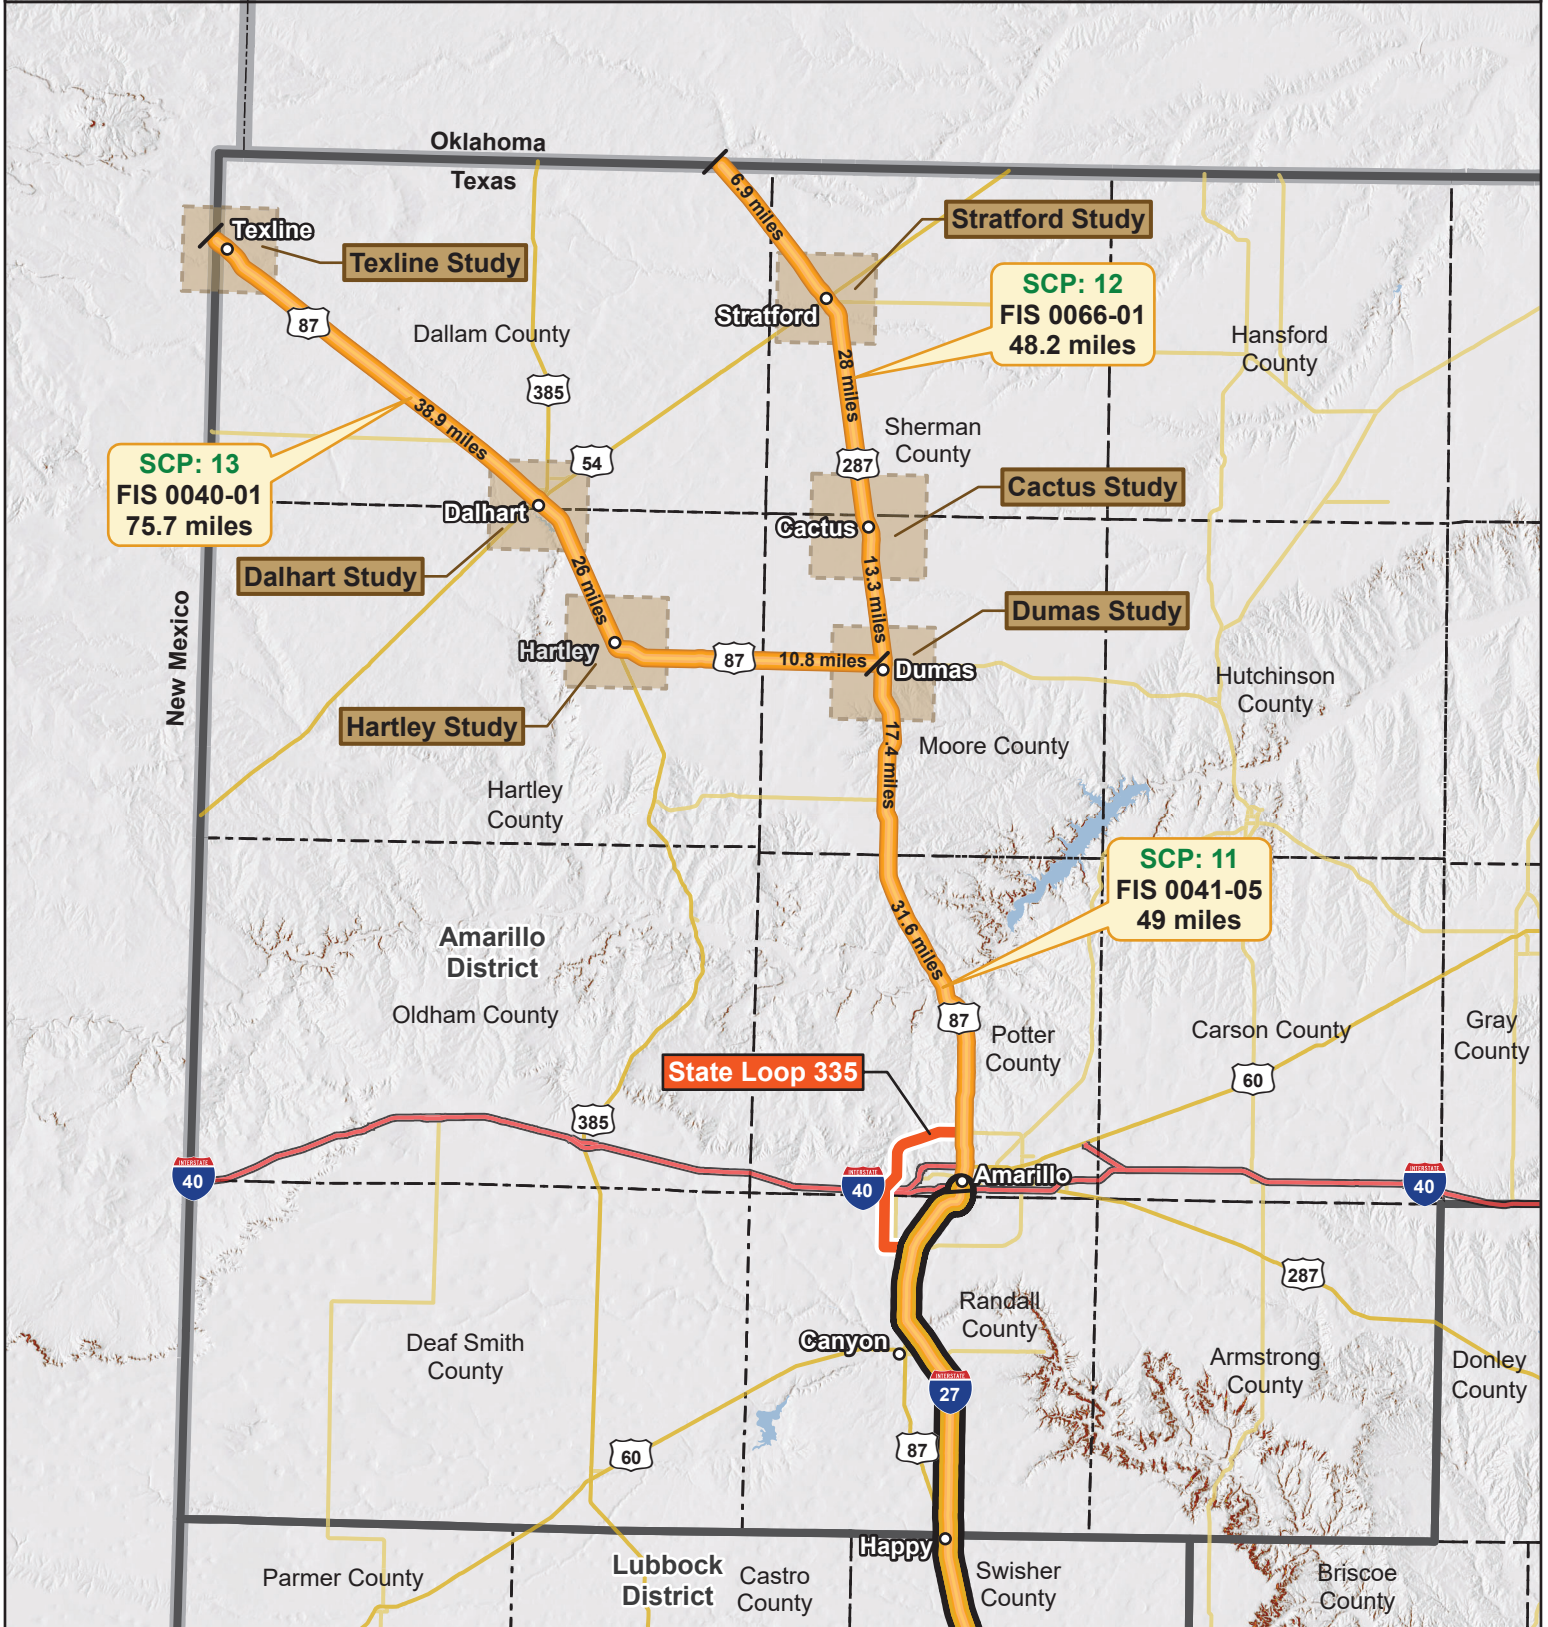 Oklahoma
Texas
6.9 miles
Stratford Study
Texline
Texline Study
SCP: 12
FIS 0066-01
48.2 miles
Stratford
87
Dallam County
Hansford
County
28 miles
385
38.9 miles
Sherman
County
SCP: 13
FIS 0040-01
75.7 miles
54
287
Cactus Study
Dalhart
Cactus
Dalhart Study
26 miles
13.3 miles
Dumas Study
New Mexico
Hartley
87
10.8 miles
Dumas
Hutchinson
County
Hartley Study
17.4 miles
Moore County
Hartley
County
SCP: 11
FIS 0041-05
49 miles
31.6 miles
Amarillo
District
Oldham County
87
Potter
County
Carson County
Gray
County
State Loop 335
60
385
INTERSTATE
40
INTERSTATE
40
Amarillo
INTERSTATE
40
287
Randall
County
Canyon
Deaf Smith
County
Armstrong
County
Donley
County
INTERSTATE
27
60
87
Happy
Parmer County
Lubbock
District
Castro
County
Swisher
County
Briscoe
County